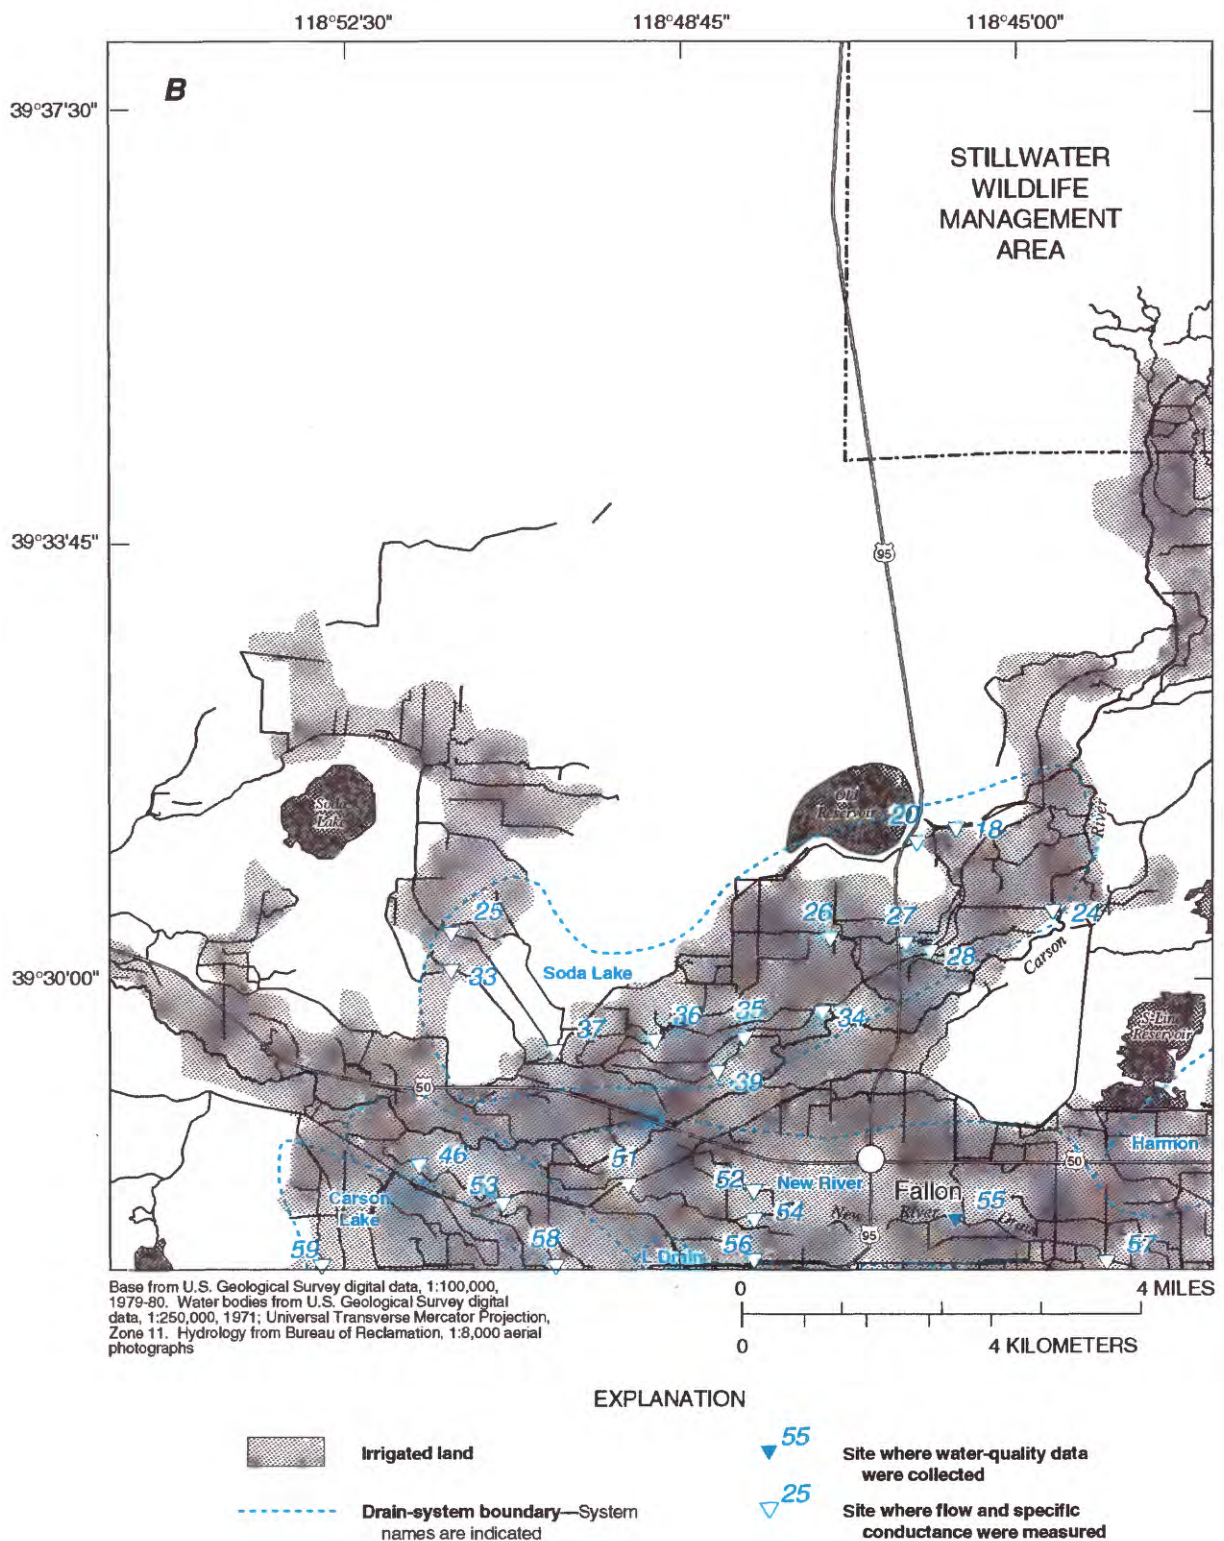 118°52'30"
118°48'45"
118°45'00"
B
39°37'30"
STILLWATER
WILDLIFE
MANAGEMENT
AREA
39°33'45"
95
Soda
Lake
Old
Reservoir
20
18
River
25
26
27
24
28
Carson
39°30'00"
33
Soda Lake
36
35
34
37
39
S-Line
Reservoir
50
Harmon
46
51
50
53
52
New River
Fallon
55
Carson
Lake
54
New
River
Drain
59
58
L Drain
56
95
57
Base from U.S. Geological Survey digital data, 1:100,000,
1979-80. Water bodies from U.S. Geological Survey digital
data, 1:250,000, 1971; Universal Transverse Mercator Projection,
Zone 11. Hydrology from Bureau of Reclamation, 1:8,000 aerial
photographs
0
4 MILES
0
4 KILOMETERS
EXPLANATION
Irrigated land
Drain-system boundary—System
names are indicated
55
Site where water-quality data
were collected
25
Site where flow and specific
conductance were measured